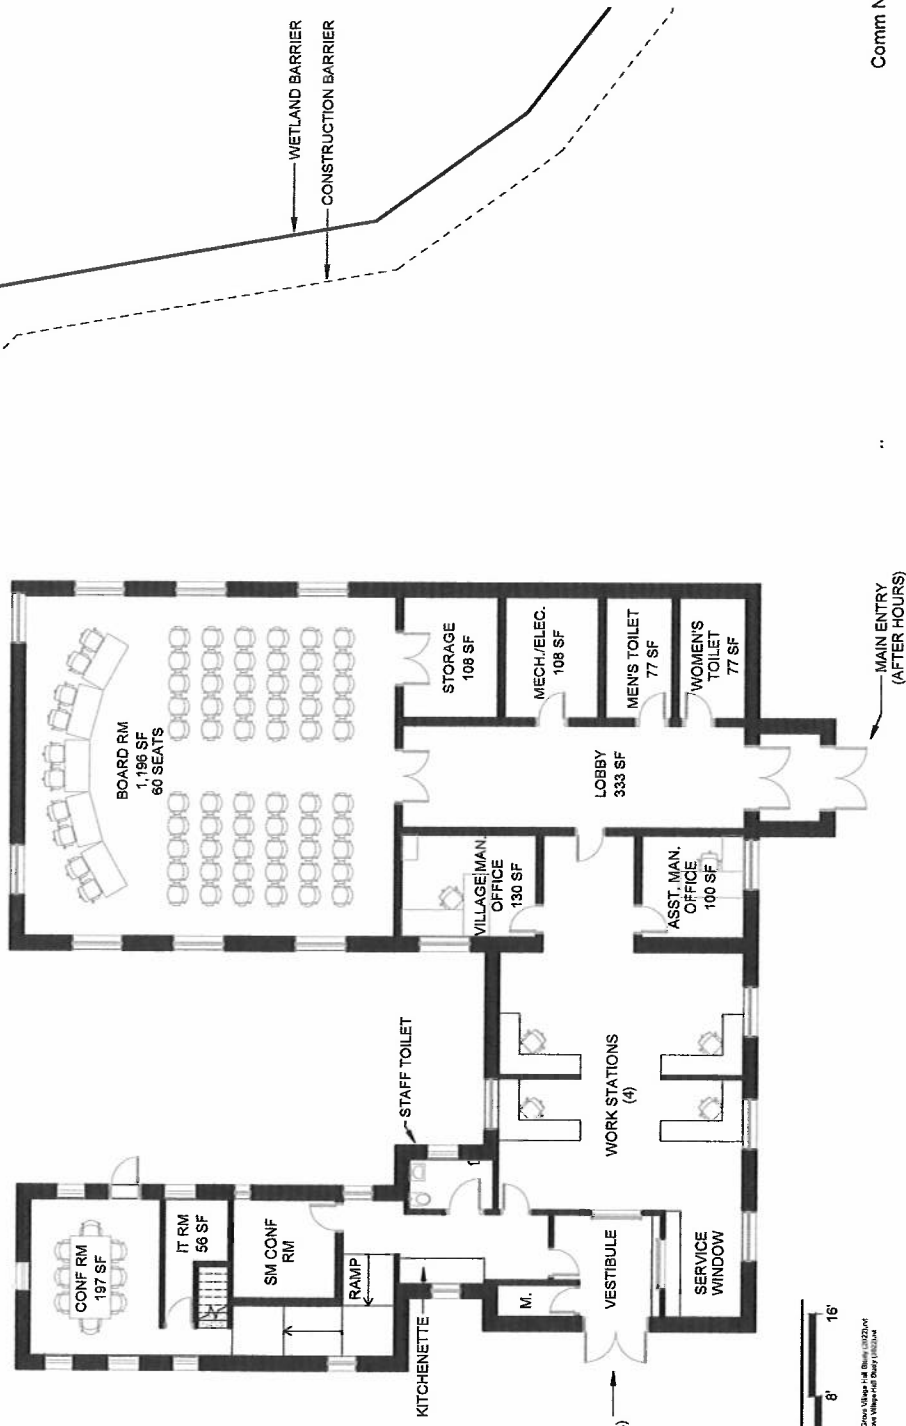 WETLAND BARRIER
CONSTRUCTION BARRIER
Comm N
BOARD RM
1,196 SF
60 SEATS
STORAGE
108 SF
MECH./ELEC.
108 SF
MEN'S TOILET
77 SF
WOMEN'S
TOILET
77 SF
LOBBY
333 SF
MAIN ENTRY
(AFTER HOURS)
VILLAGE MAN.
OFFICE
130 SF
ASST. MAN.
OFFICE
100 SF
STAFF TOILET
WORK STATIONS
(4)
CONF RM
197 SF
IT RM
56 SF
SM CONF
RM
RAMP
KITCHENETTE
M.
VESTIBULE
SERVICE
WINDOW
8'
16'